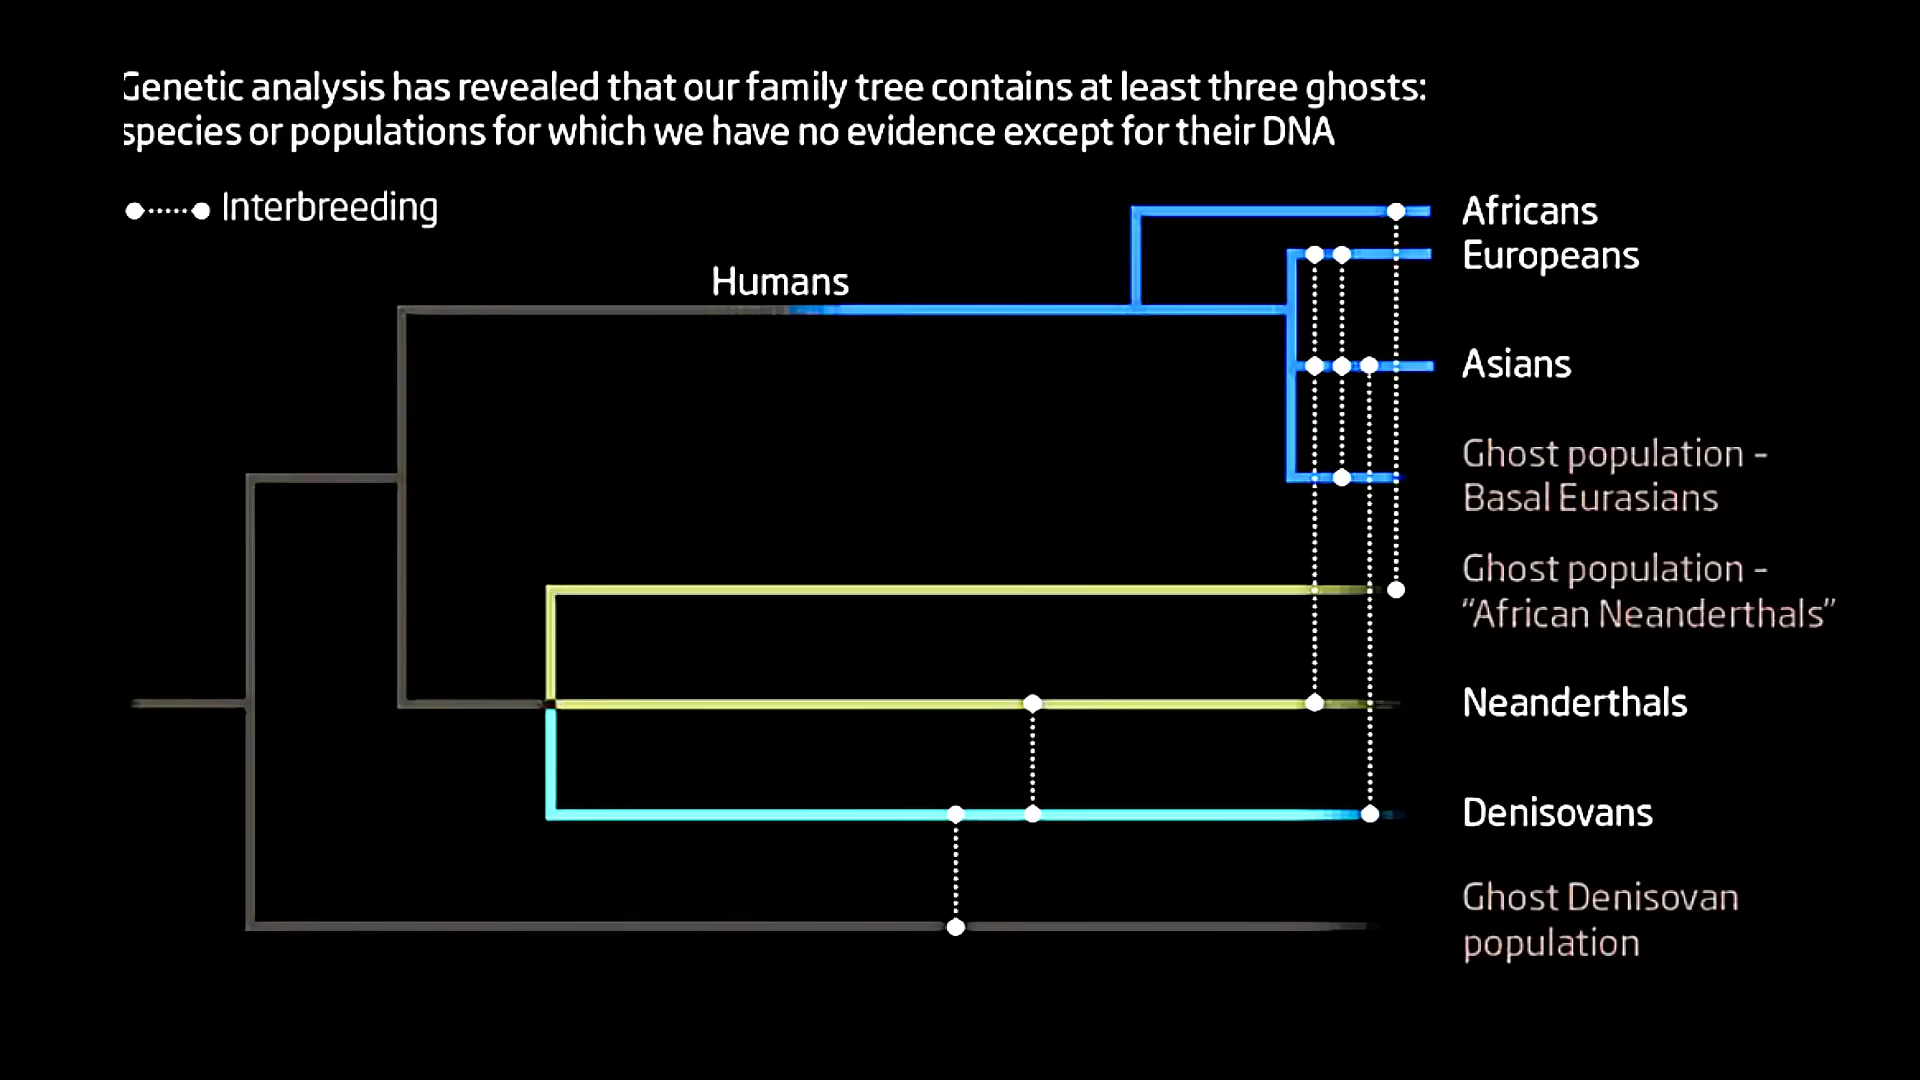 Genetic analysis has revealed that our family tree contains at least three ghosts:
species or populations for which we have no evidence except for their DNA
Interbreeding
Humans
Africans
Europeans
Asians
Ghost population –
Basal Eurasians
Ghost population –
“African Neanderthals”
Neanderthals
Denisovans
Ghost Denisovan
population